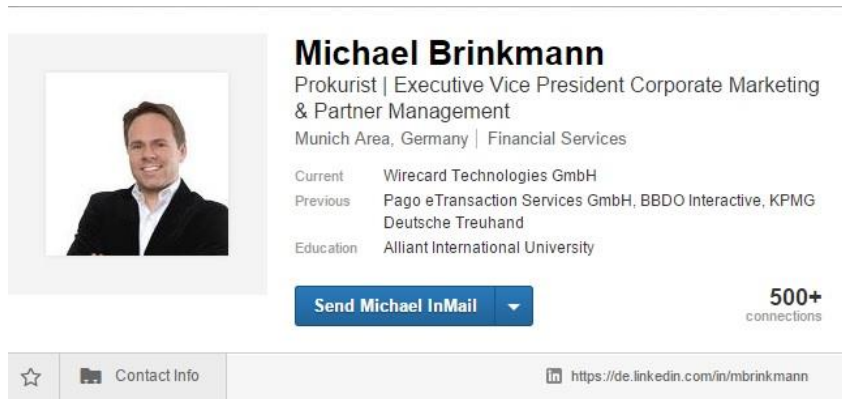 Michael Brinkmann
Prokurist | Executive Vice President Corporate Marketing
& Partner Management
Munich Area, Germany | Financial Services
Current Wirecard Technologies GmbH
Previous Pago eTransaction Services GmbH, BBDO Interactive, KPMG
Deutsche Treuhand
Education Alliant International University
Send Michael InMail
500+
connections
Contact Info
in https://de.linkedin.com/in/mbrinkmann